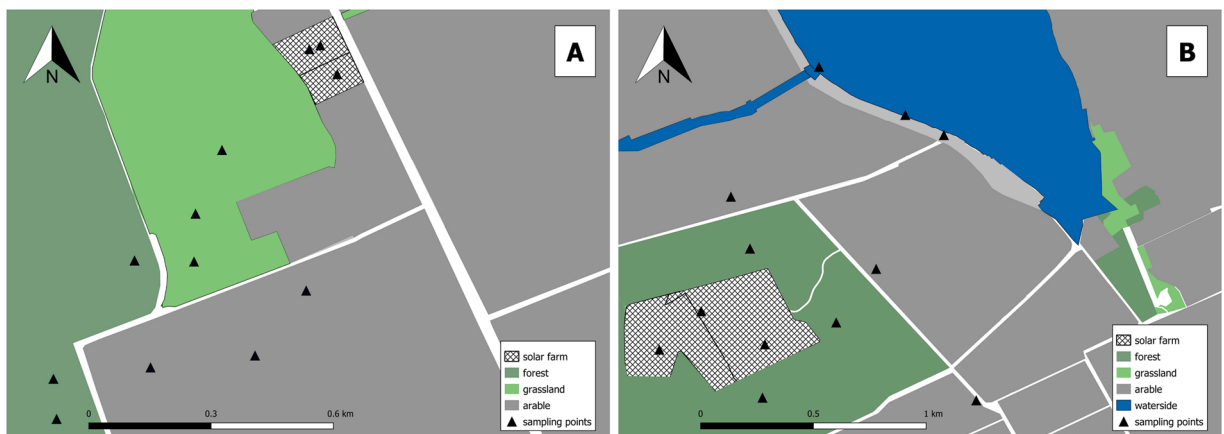 A
N
solar farm
forest
grassland
arable
sampling points
0 0.3 0.6 km
B
N
solar farm
forest
grassland
arable
waterside
sampling points
0 0.5 1 km